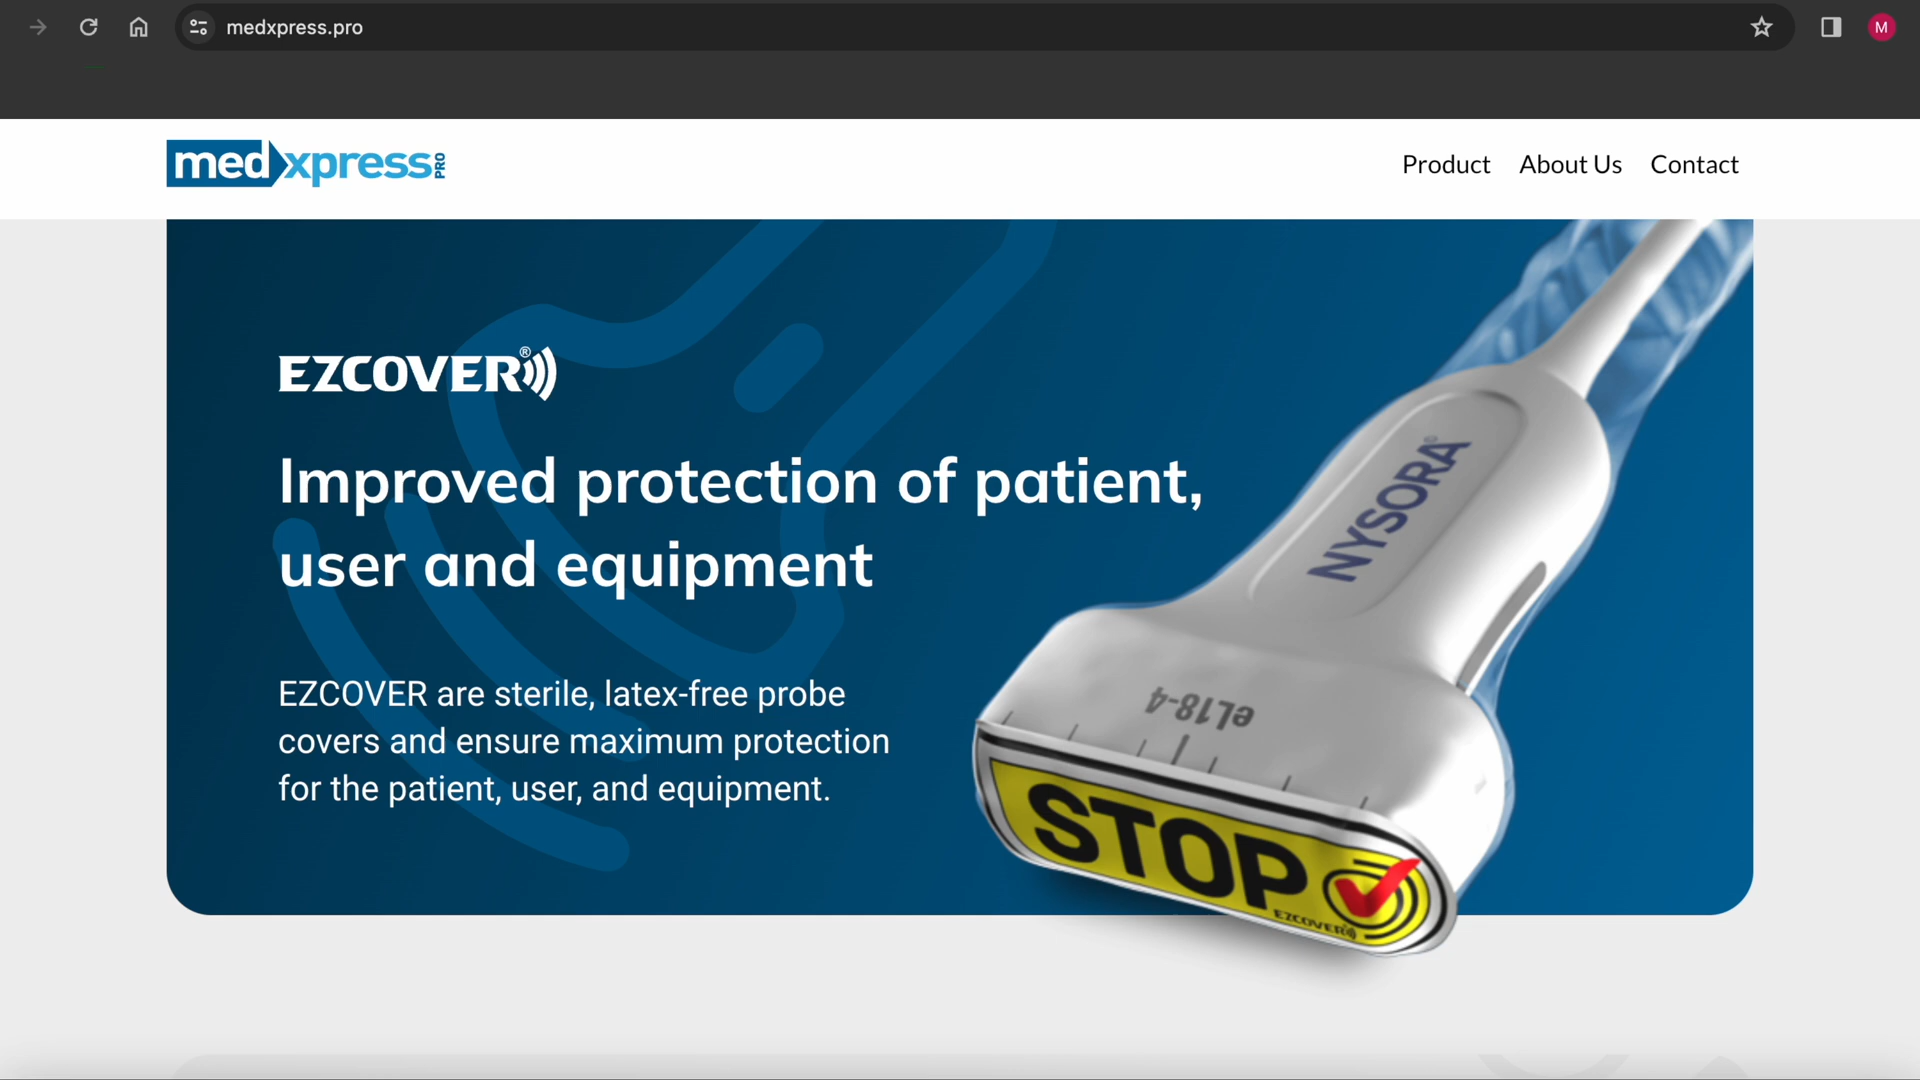 medxpress.pro
M
medxpress PRO
Product About Us Contact
EZCOVER®
Improved protection of patient,
user and equipment
EZCOVER are sterile, latex-free probe
covers and ensure maximum protection
for the patient, user, and equipment.
NYSORA®
eL18-4
STOP
EZCOVER